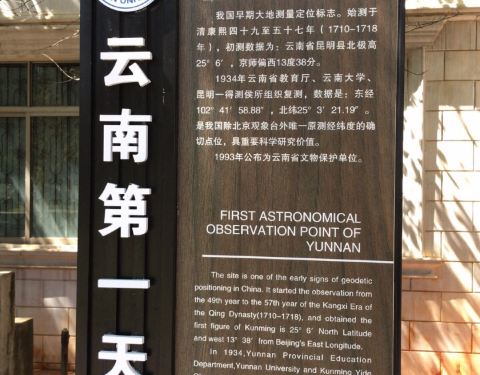 云南第一天
我国早期大地测量定位标志。始测于
清康熙四十九至五十七年（1710-1718
年），初测数据为：云南省昆明县北极高
25° 6′，京师偏西13度38分。
1934年云南省教育厅、云南大学、
昆明一得测侯所组织复测，数据是：东经
102° 41′ 58.88″，北纬25° 3′ 21.19″。
是我国除北京观象台外唯一原测经纬度的确
切点位，具重要科学研究价值。
1993年公布为云南省文物保护单位。
FIRST ASTRONOMICAL
OBSERVATION POINT OF
YUNNAN
The site is one of the early signs of geodetic
positioning in China. It started the observation from
the 49th year to the 57th year of the Kangxi Era of
the Qing Dynasty(1710–1718), and obtained the
first figure of Kunming is 25° 6′ North Latitude
and west 13° 38′ from Beijing's East Longitude.
In 1934,Yunnan Provincial Education
Department,Yunnan University and Kunming Yide